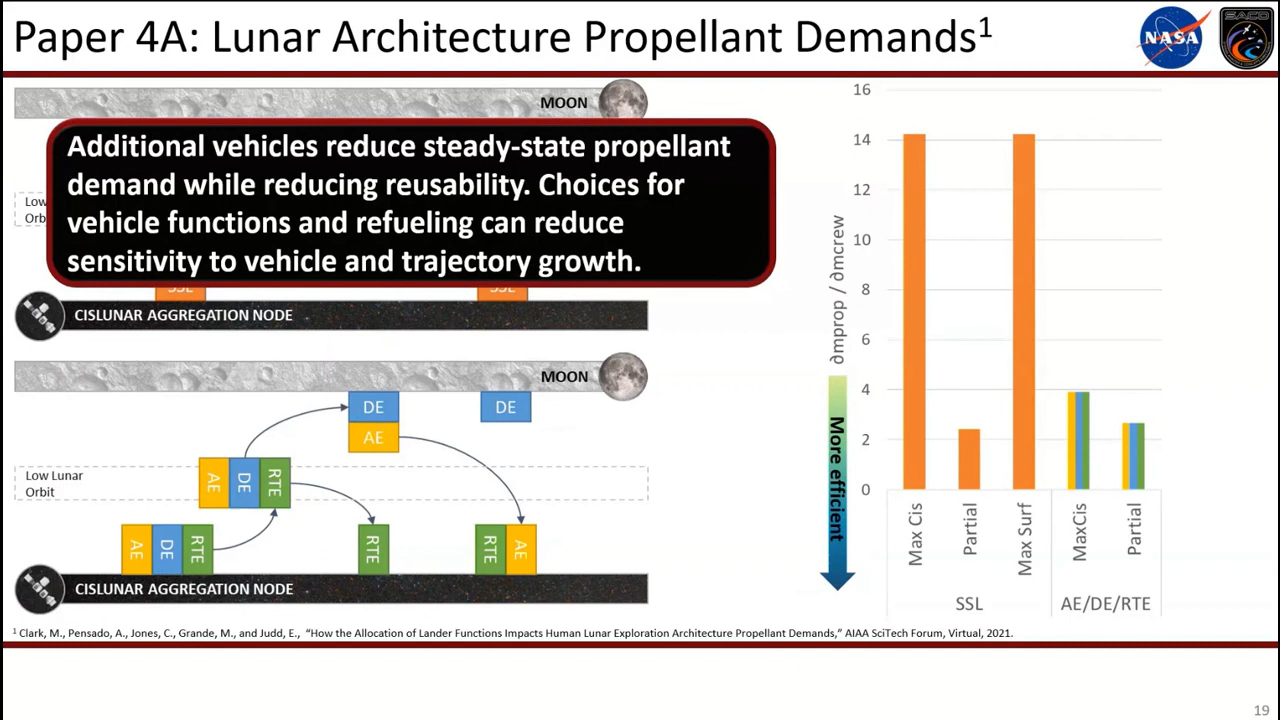 Paper 4A: Lunar Architecture Propellant Demands1
NASA
SACD
MOON
Additional vehicles reduce steady-state propellant
demand while reducing reusability. Choices for
vehicle functions and refueling can reduce
sensitivity to vehicle and trajectory growth.
Low
Orb
SSL
SSL
CISLUNAR AGGREGATION NODE
MOON
DE
DE
AE
Low Lunar
Orbit
AE
DE
RTE
AE
DE
RTE
RTE
RTE
AE
CISLUNAR AGGREGATION NODE
16
14
12
10
8
6
4
2
0
∂mprop / ∂mcrew
More efficient
Max Cis
Partial
Max Surf
MaxCis
Partial
SSL
AE/DE/RTE
1 Clark, M., Pensado, A., Jones, C., Grande, M., and Judd, E., "How the Allocation of Lander Functions Impacts Human Lunar Exploration Architecture Propellant Demands," AIAA SciTech Forum, Virtual, 2021.
19